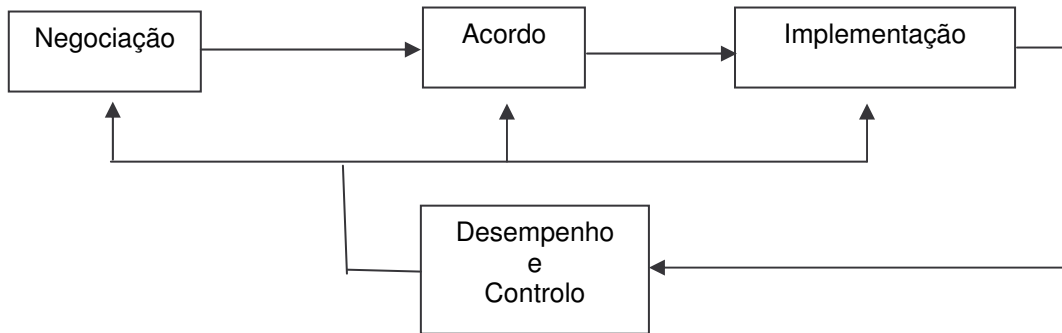 Negociação
Acordo
Implementação
Desempenho
e
Controlo